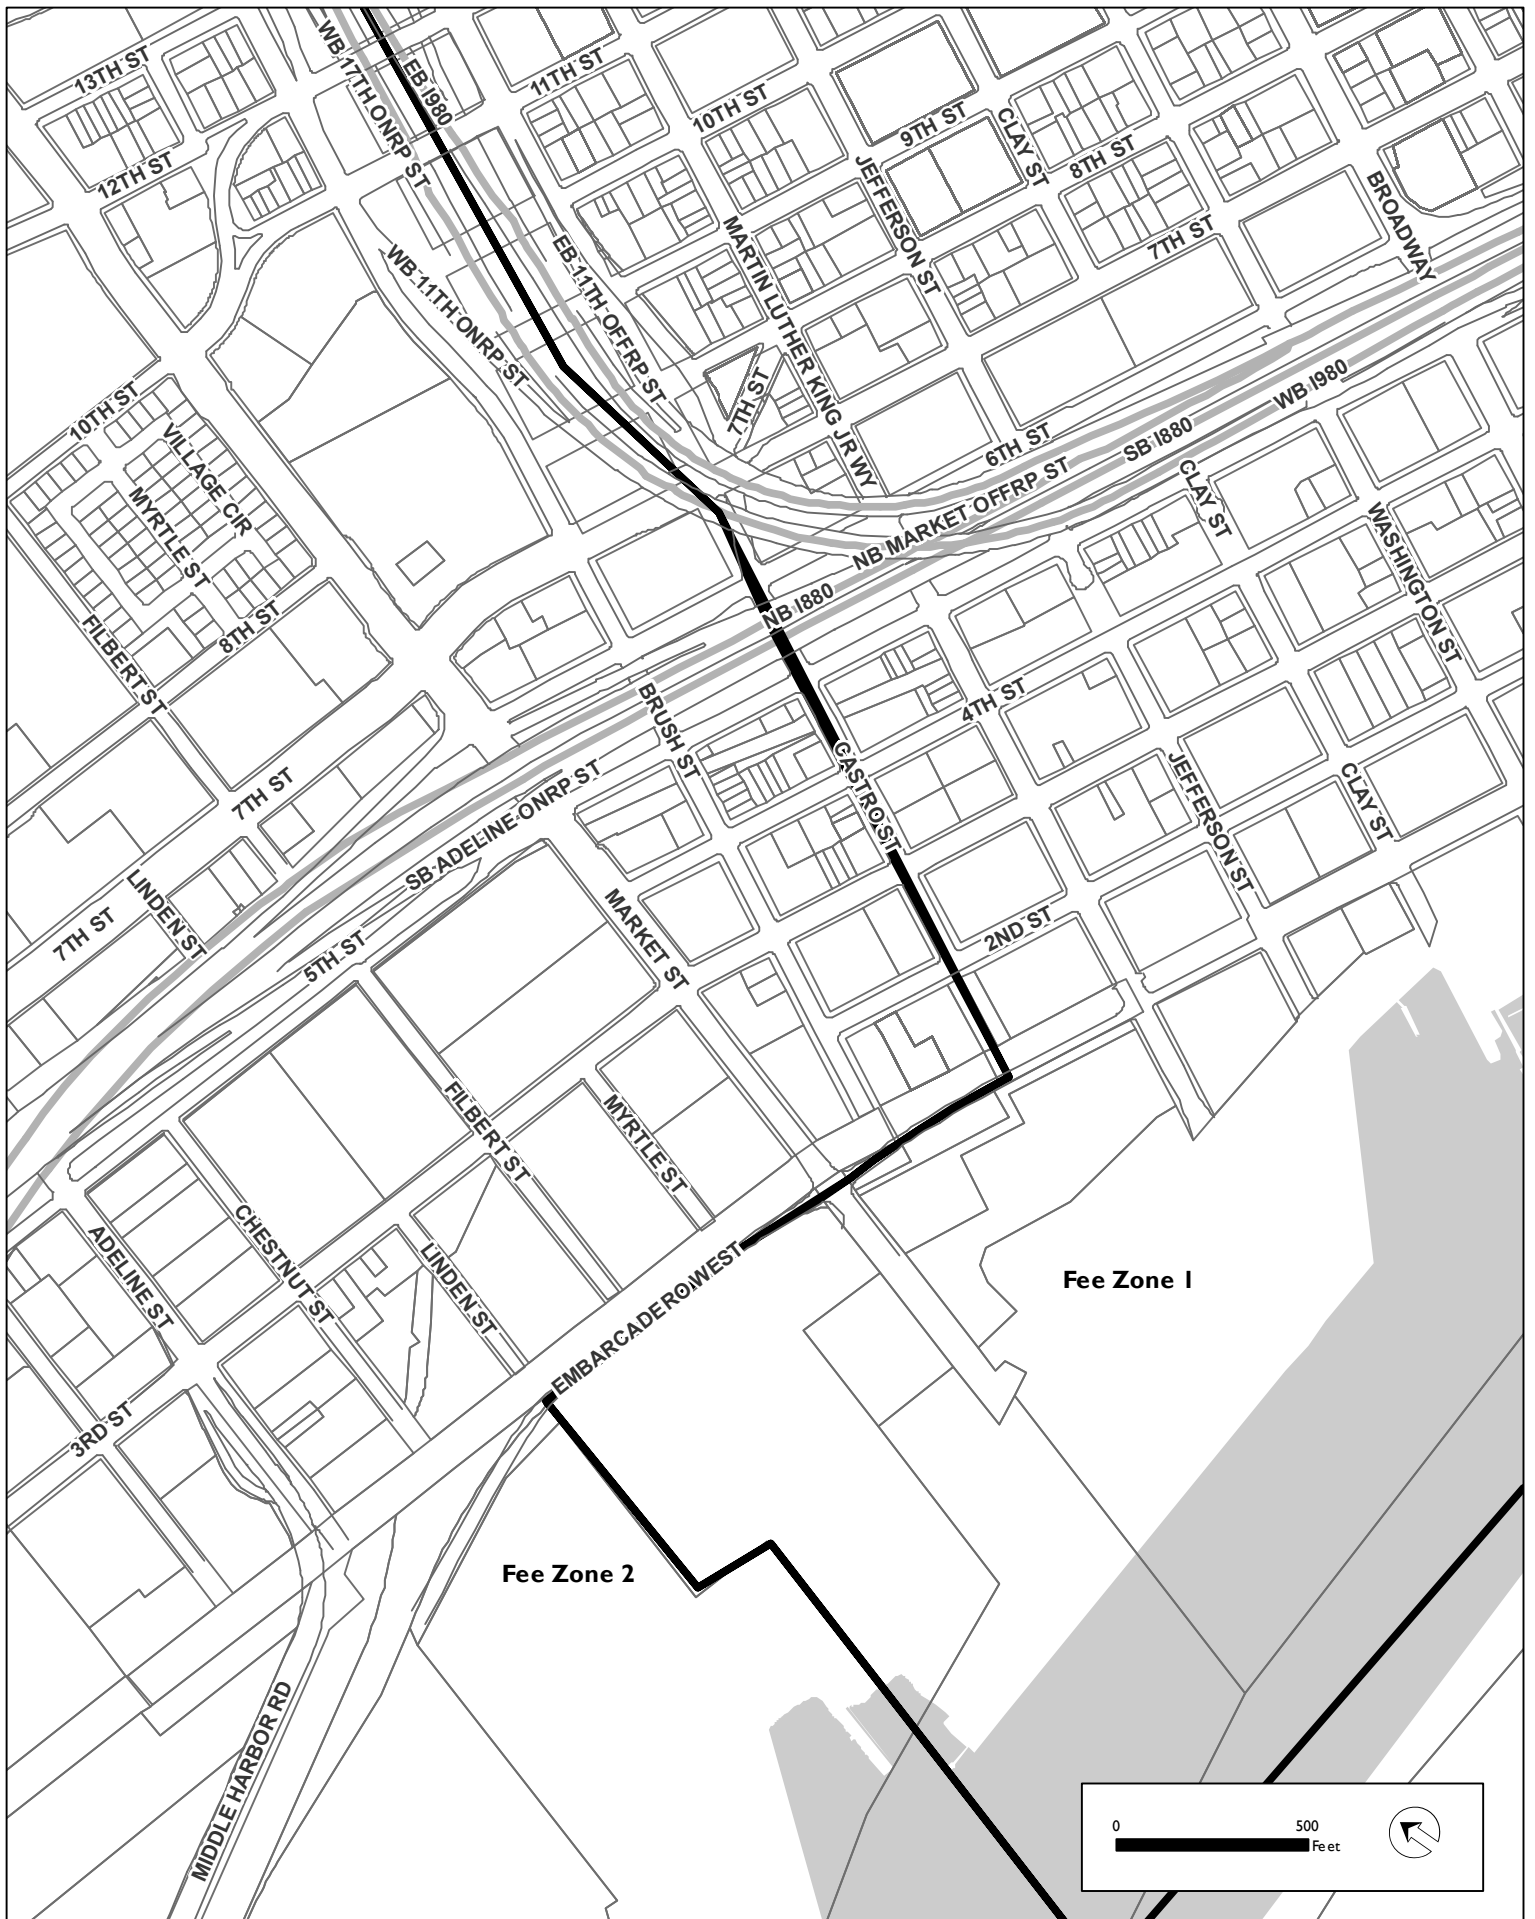 13TH ST
WB 17TH ONRP ST
EB I980
11TH ST
10TH ST
9TH ST
CLAY ST
8TH ST
12TH ST
JEFFERSON ST
BROADWAY
7TH ST
MARTIN LUTHER KING JR WY
EB 11TH OFFRP ST
WB 11TH ONRP ST
7TH ST
WB I980
10TH ST
VILLAGE CIR
MYRTLE ST
6TH ST
SB I880
NB MARKET OFFRP ST
CLAY ST
WASHINGTON ST
NB I880
FILBERT ST
8TH ST
BRUSH ST
4TH ST
CASTRO ST
JEFFERSON ST
CLAY ST
7TH ST
SB ADELINE ONRP ST
LINDEN ST
7TH ST
5TH ST
MARKET ST
2ND ST
FILBERT ST
MYRTLE ST
ADELINE ST
CHESTNUT ST
LINDEN ST
EMBARCADERO WEST
Fee Zone 1
3RD ST
Fee Zone 2
MIDDLE HARBOR RD
0 500
Feet